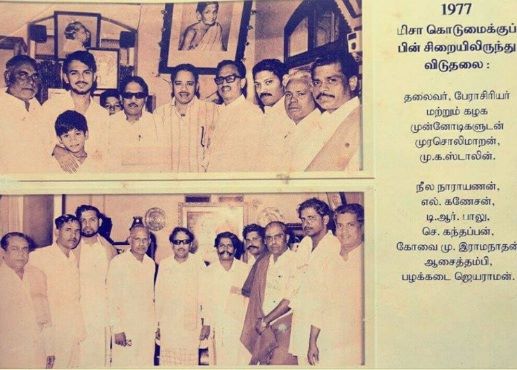 1977
மிசா கொடுமைக்குப்
பின் சிறையிலிருந்து
விடுதலை :
தலைவர், பேராசிரியர்
மற்றும் கழக
முன்னோடிகளுடன்
முரசொலிமாறன்,
மு.க.ஸ்டாலின்.
நீல நாராயணன்,
எல். கணேசன்,
டி.ஆர். பாலு,
செ. கந்தப்பன்,
கோவை மு. இராமநாதன்
ஆசைத்தம்பி,
பழக்கடை ஜெயராமன்.